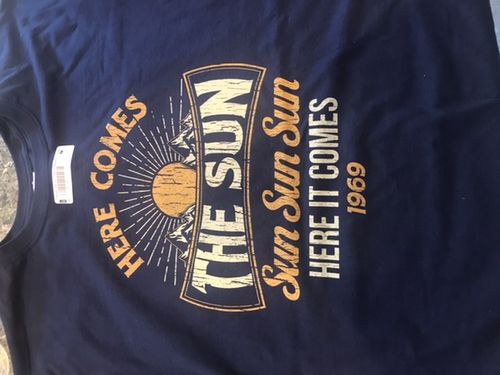 HERE COMES
THE SUN
Sun Sun Sun
HERE IT COMES
1969